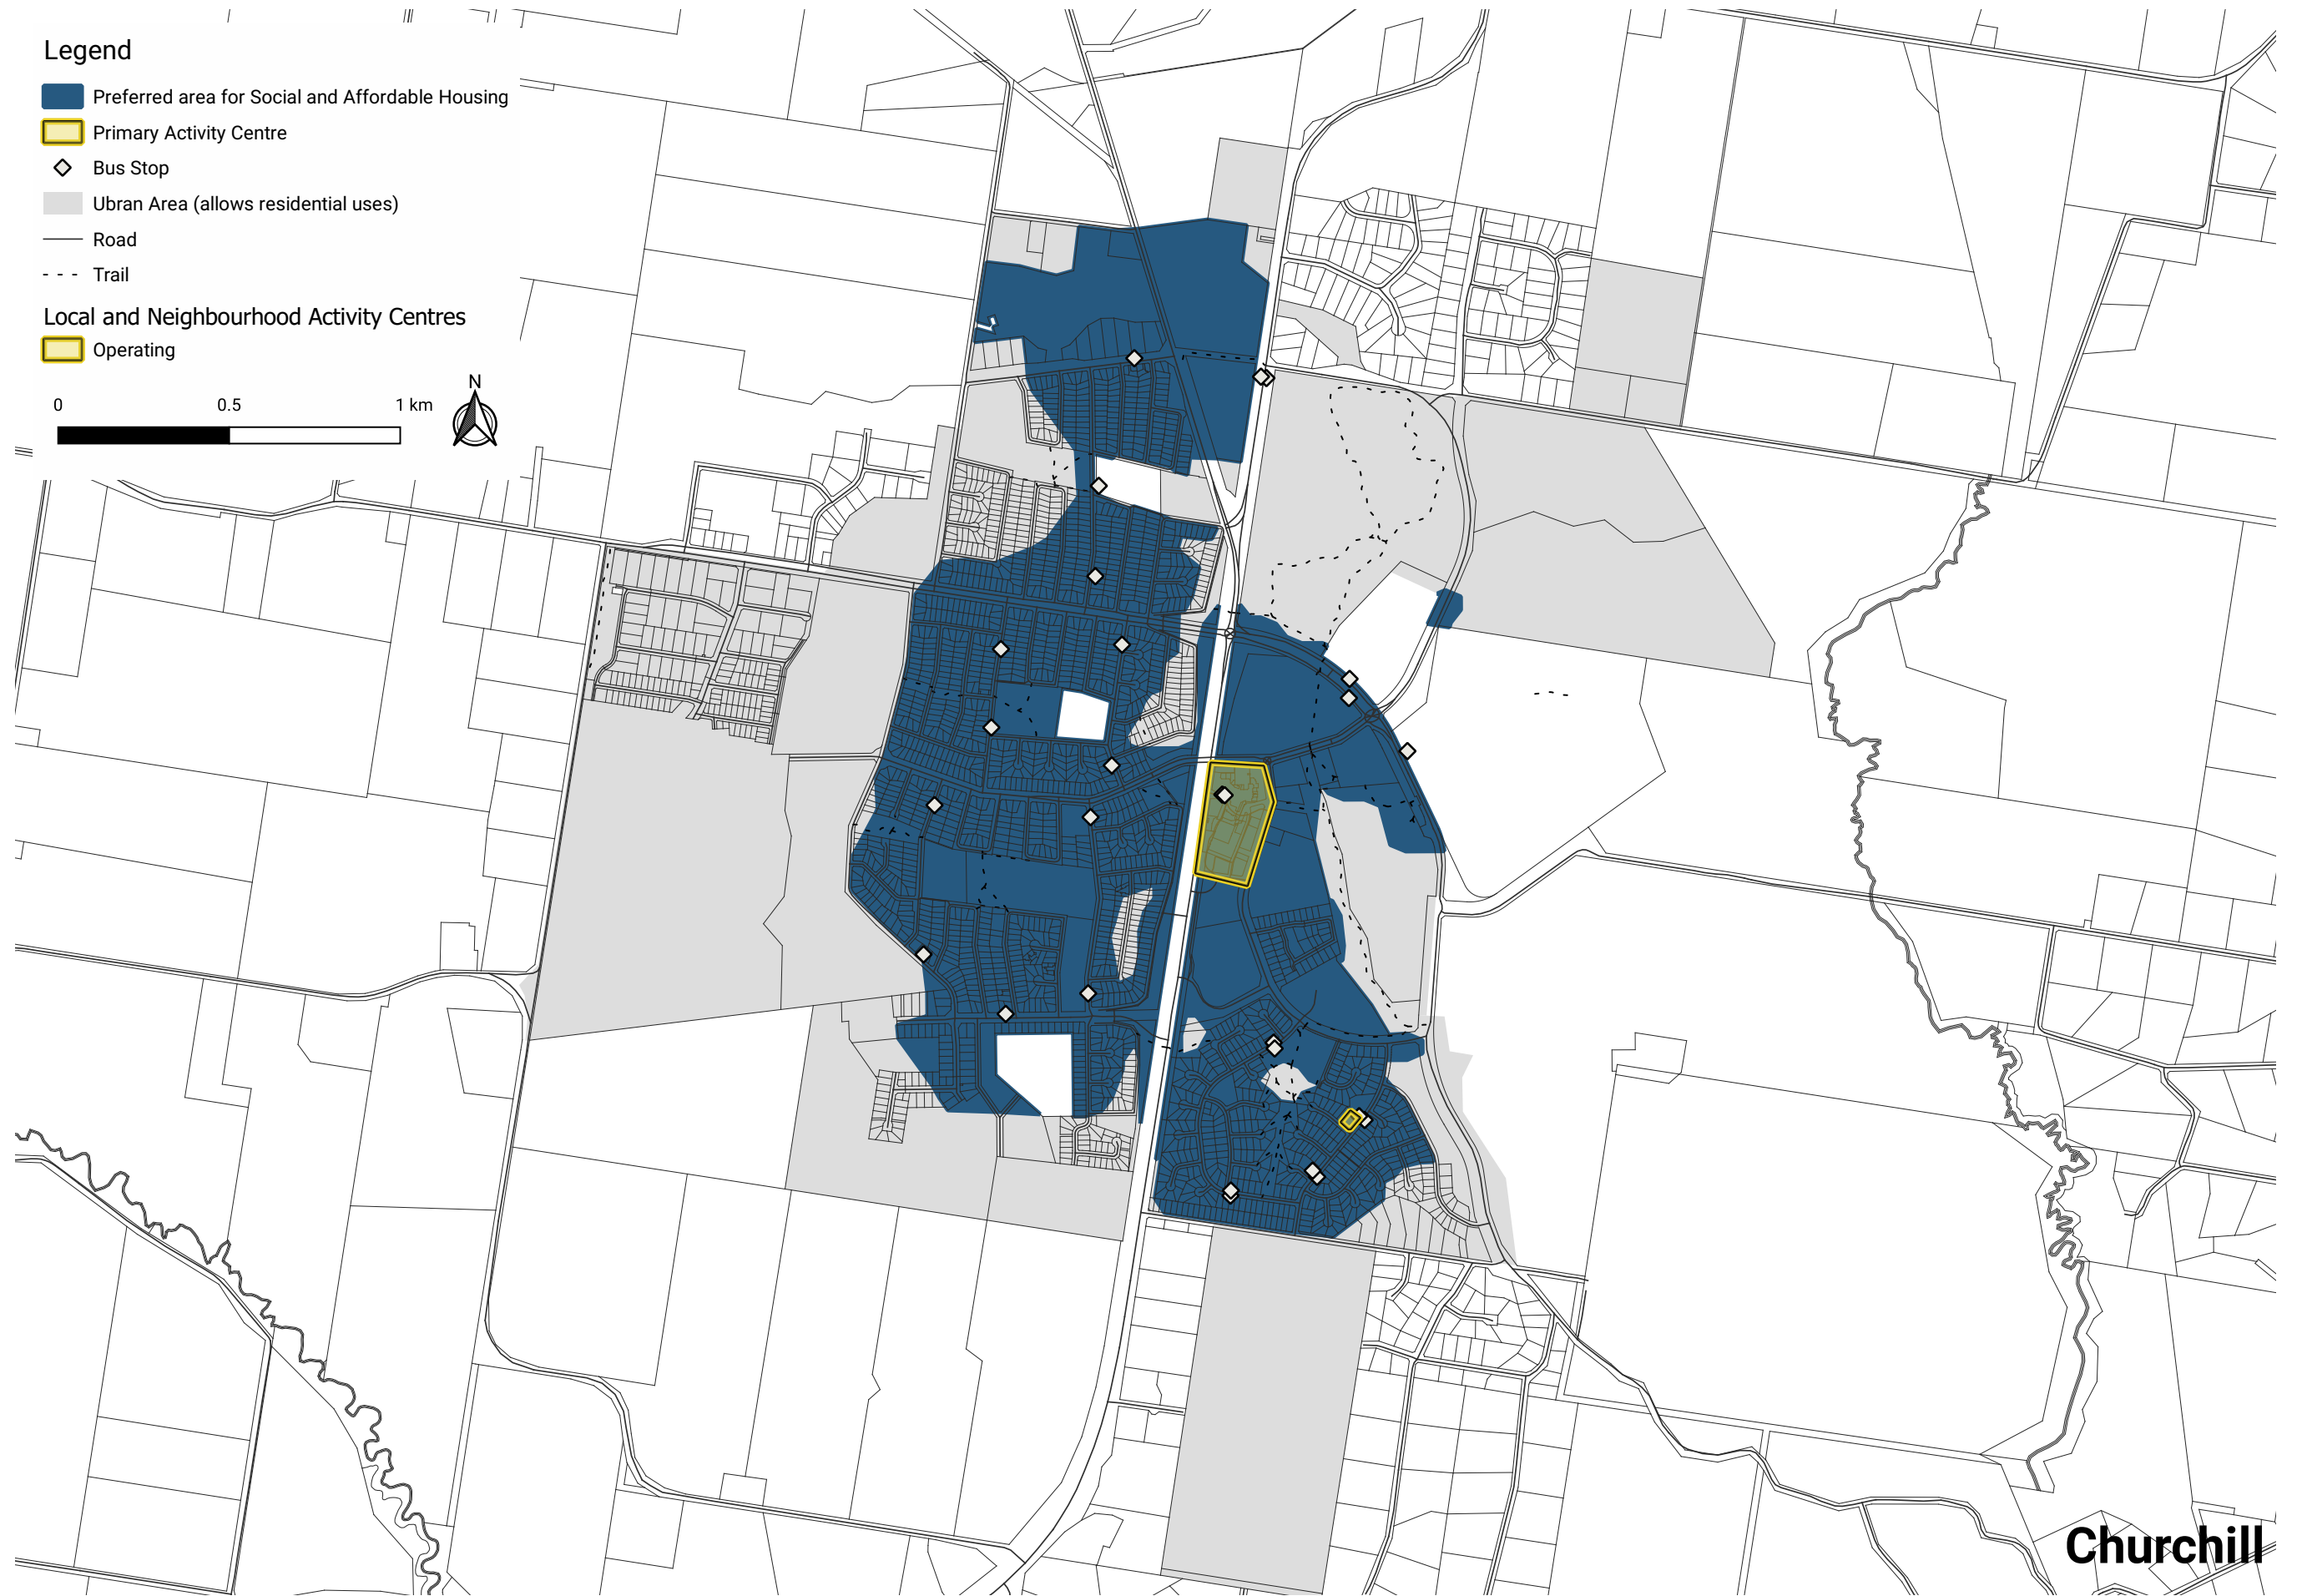 Legend
Preferred area for Social and Affordable Housing
Primary Activity Centre
Bus Stop
Ubran Area (allows residential uses)
Road
Trail
Local and Neighbourhood Activity Centres
Operating
N
0 0.5 1 km
Churchill